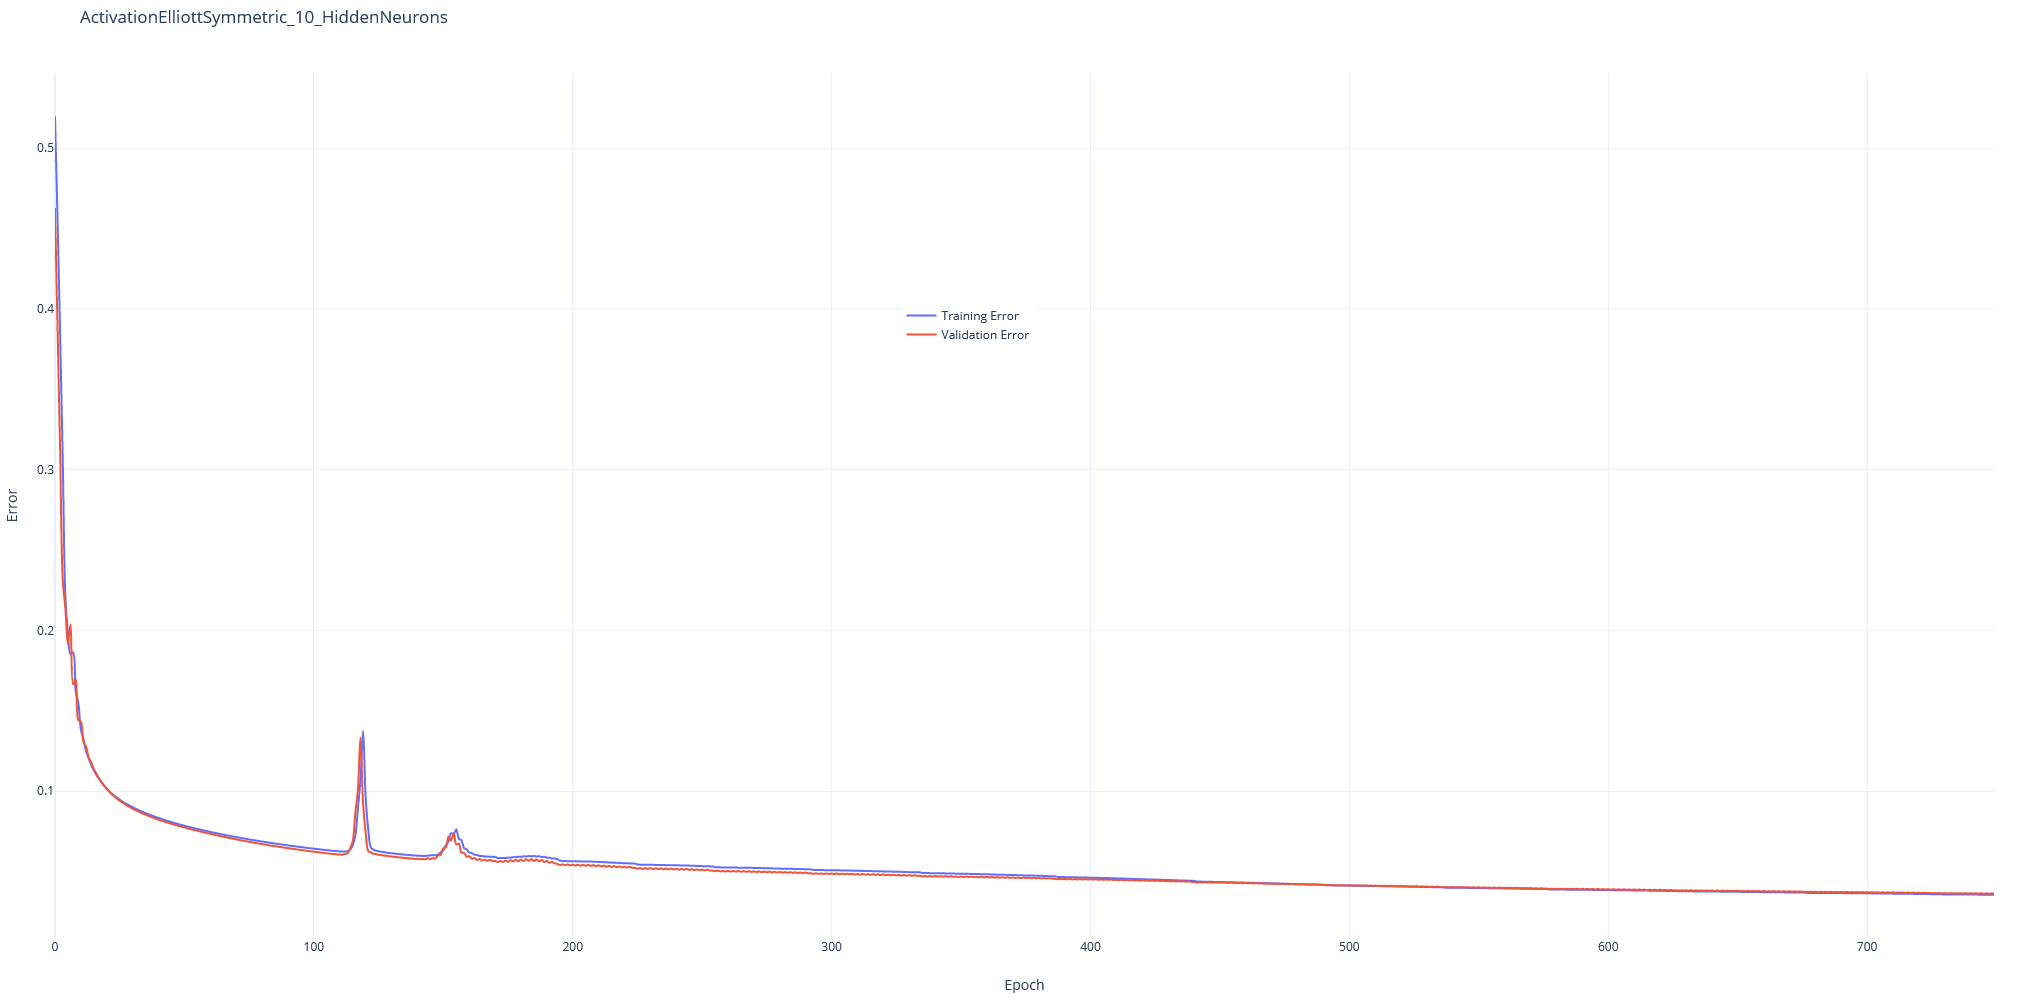 ActivationElliottSymmetric_10_HiddenNeurons
0.5
0.4
Training Error
Validation Error
0.3
Error
0.2
0.1
0 100 200 300 400 500 600 700
Epoch